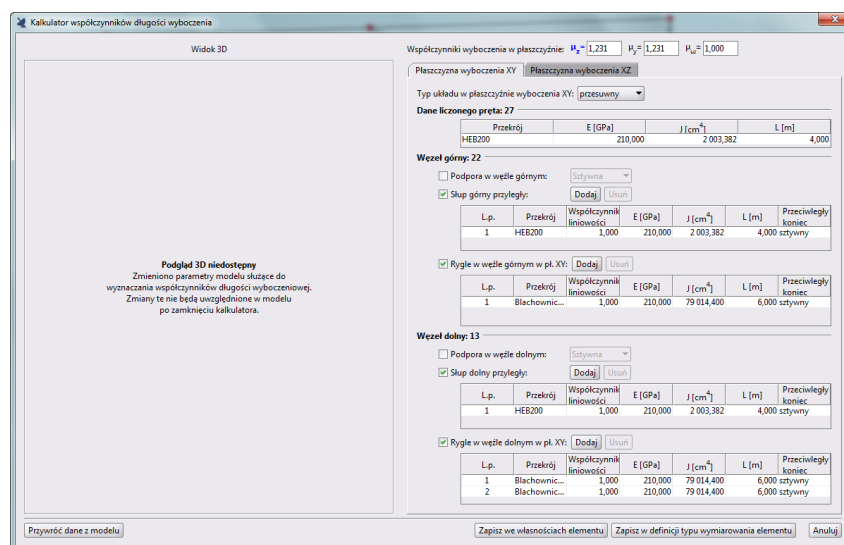 Kalkulator współczynników długości wyboczenia
Widok 3D
Współczynniki wyboczenia w płaszczyźnie: μz= 1,231 μy= 1,231 μω= 1,000
Płaszczyzna wyboczenia XY Płaszczyzna wyboczenia XZ
Typ układu w płaszczyźnie wyboczenia XY: przesuwny
Dane liczonego pręta: 27
Przekrój E [GPa] J [cm⁴] L [m]
HEB200 210,000 2 003,382 4,000
Węzeł górny: 22
Podpora w węźle górnym: Sztywna
Słup górny przyległy: Dodaj Usuń
L.p. Przekrój Współczynnik liniowości E [GPa] J [cm⁴] L [m] Przeciwległy koniec
1 HEB200 1,000 210,000 2 003,382 4,000 sztywny
Rygle w węźle górnym w pł. XY: Dodaj Usuń
L.p. Przekrój Współczynnik liniowości E [GPa] J [cm⁴] L [m] Przeciwległy koniec
1 Blachownic... 1,000 210,000 79 014,400 6,000 sztywny
Podgląd 3D niedostępny
Zmieniono parametry modelu służące do
wyznaczania współczynników długości wyboczeniowej.
Zmiany te nie będą uwzględnione w modelu
po zamknięciu kalkulatora.
Węzeł dolny: 13
Podpora w węźle dolnym: Sztywna
Słup dolny przyległy: Dodaj Usuń
L.p. Przekrój Współczynnik liniowości E [GPa] J [cm⁴] L [m] Przeciwległy koniec
1 HEB200 1,000 210,000 2 003,382 4,000 sztywny
Rygle w węźle dolnym w pł. XY: Dodaj Usuń
L.p. Przekrój Współczynnik liniowości E [GPa] J [cm⁴] L [m] Przeciwległy koniec
1 Blachownic... 1,000 210,000 79 014,400 6,000 sztywny
2 Blachownic... 1,000 210,000 79 014,400 6,000 sztywny
Przywróć dane z modelu Zapisz we własnościach elementu Zapisz w definicji typu wymiarowania elementu Anuluj